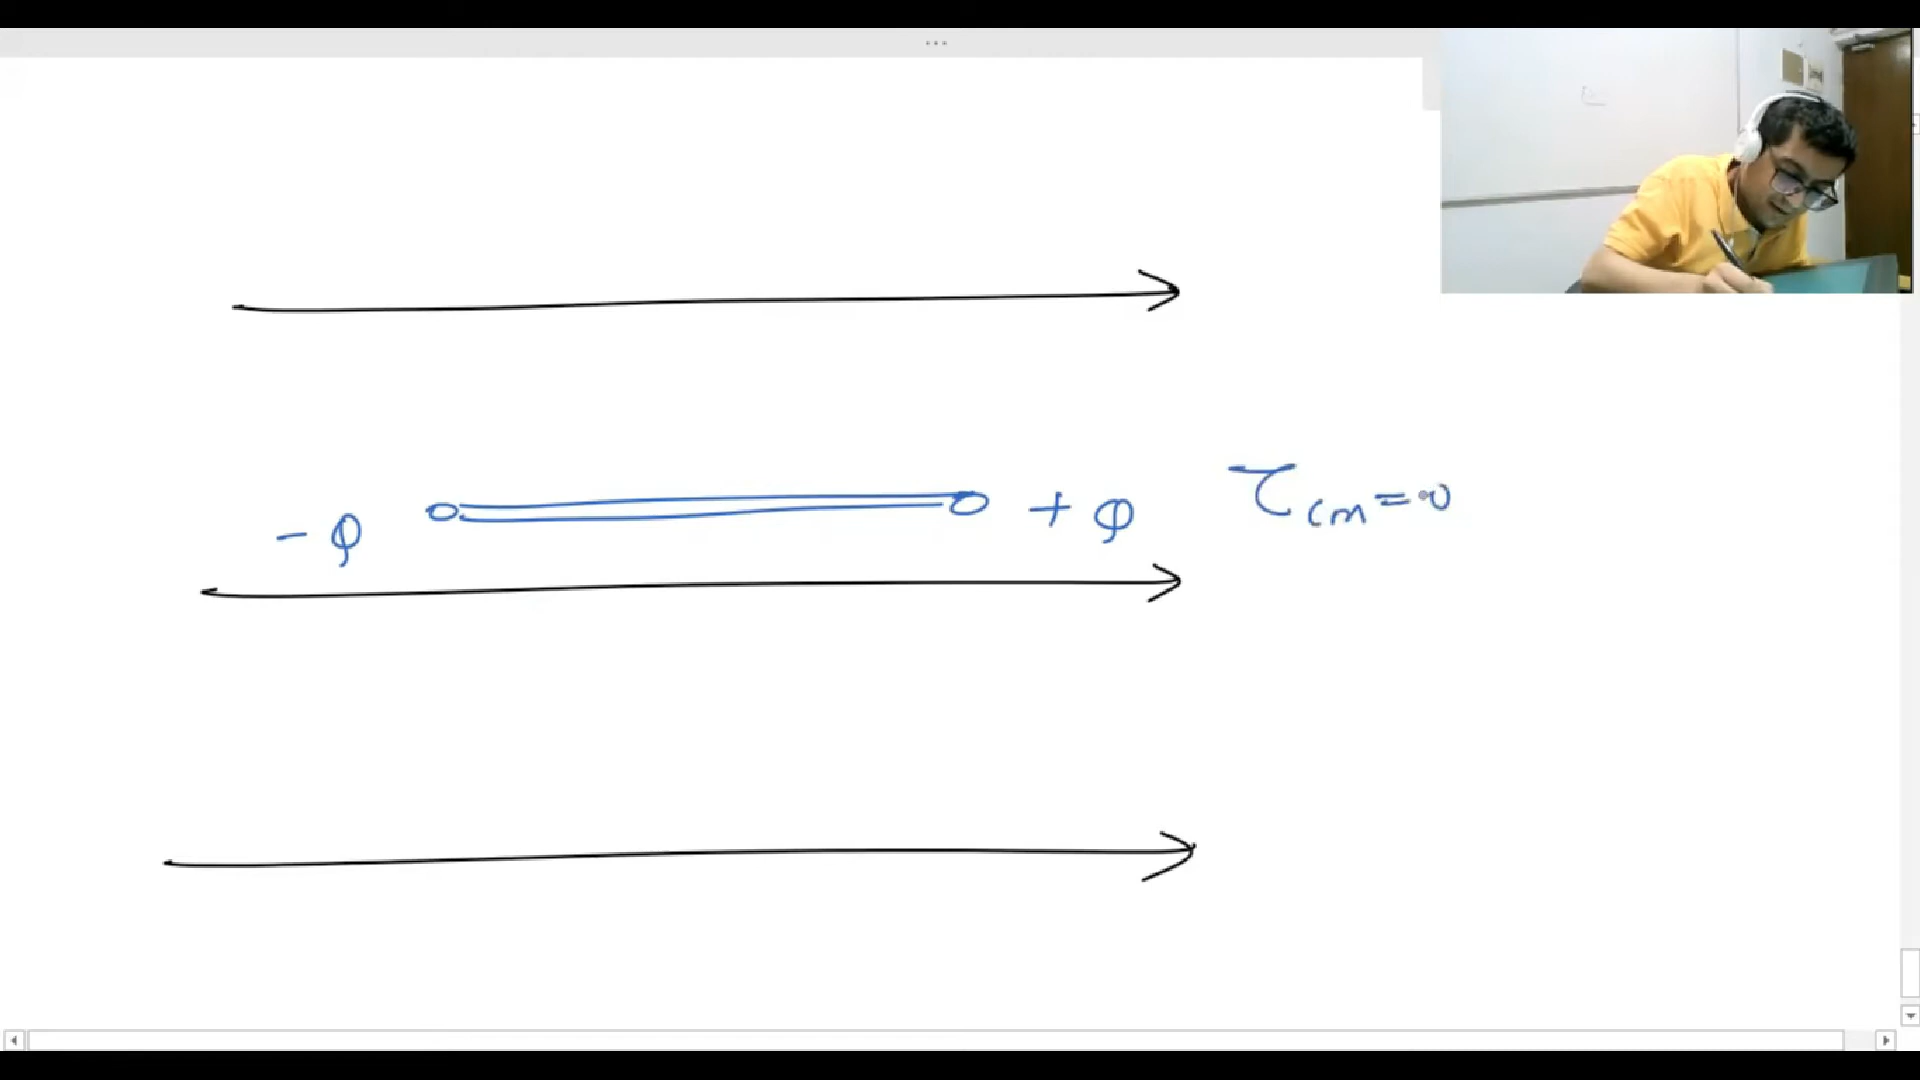 - Q
+ Q
τcm = 0